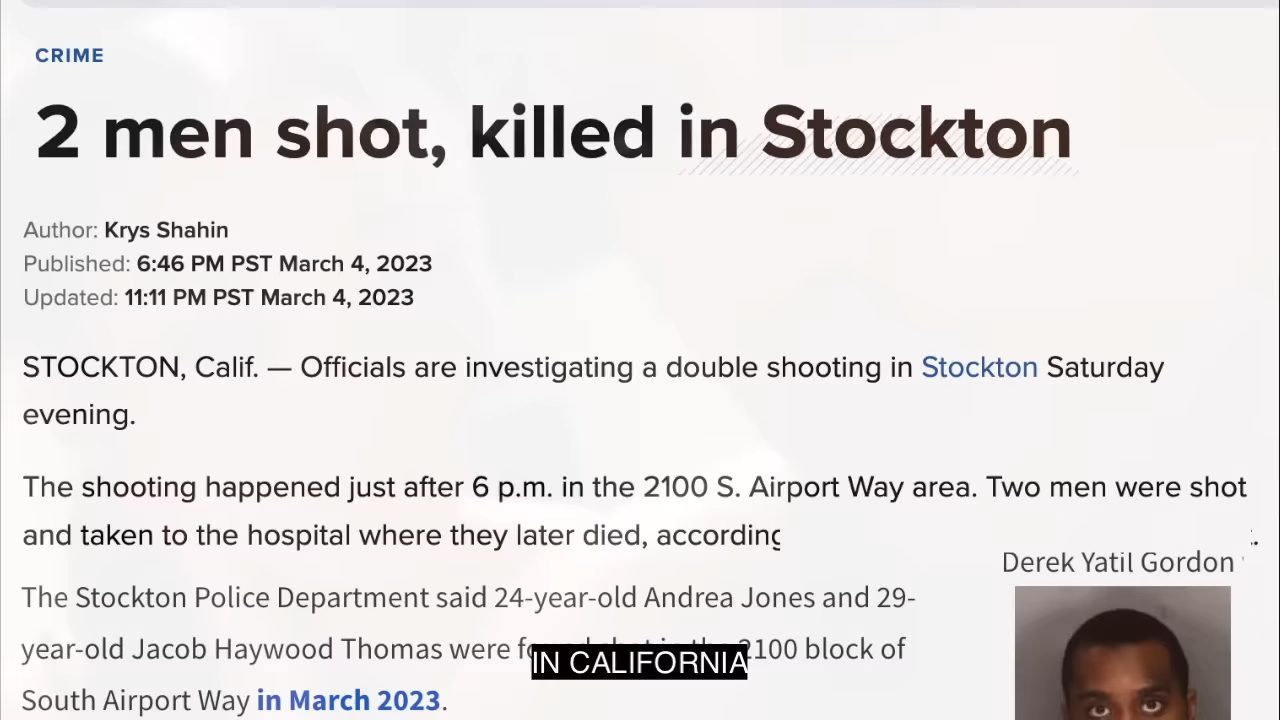 CRIME
2 men shot, killed in Stockton
Author: Krys Shahin
Published: 6:46 PM PST March 4, 2023
Updated: 11:11 PM PST March 4, 2023
STOCKTON, Calif. — Officials are investigating a double shooting in Stockton Saturday
evening.
The shooting happened just after 6 p.m. in the 2100 S. Airport Way area. Two men were shot
and taken to the hospital where they later died, according
Derek Yatil Gordon
The Stockton Police Department said 24-year-old Andrea Jones and 29-
year-old Jacob Haywood Thomas were 2100 block of
IN CALIFORNIA
South Airport Way in March 2023.